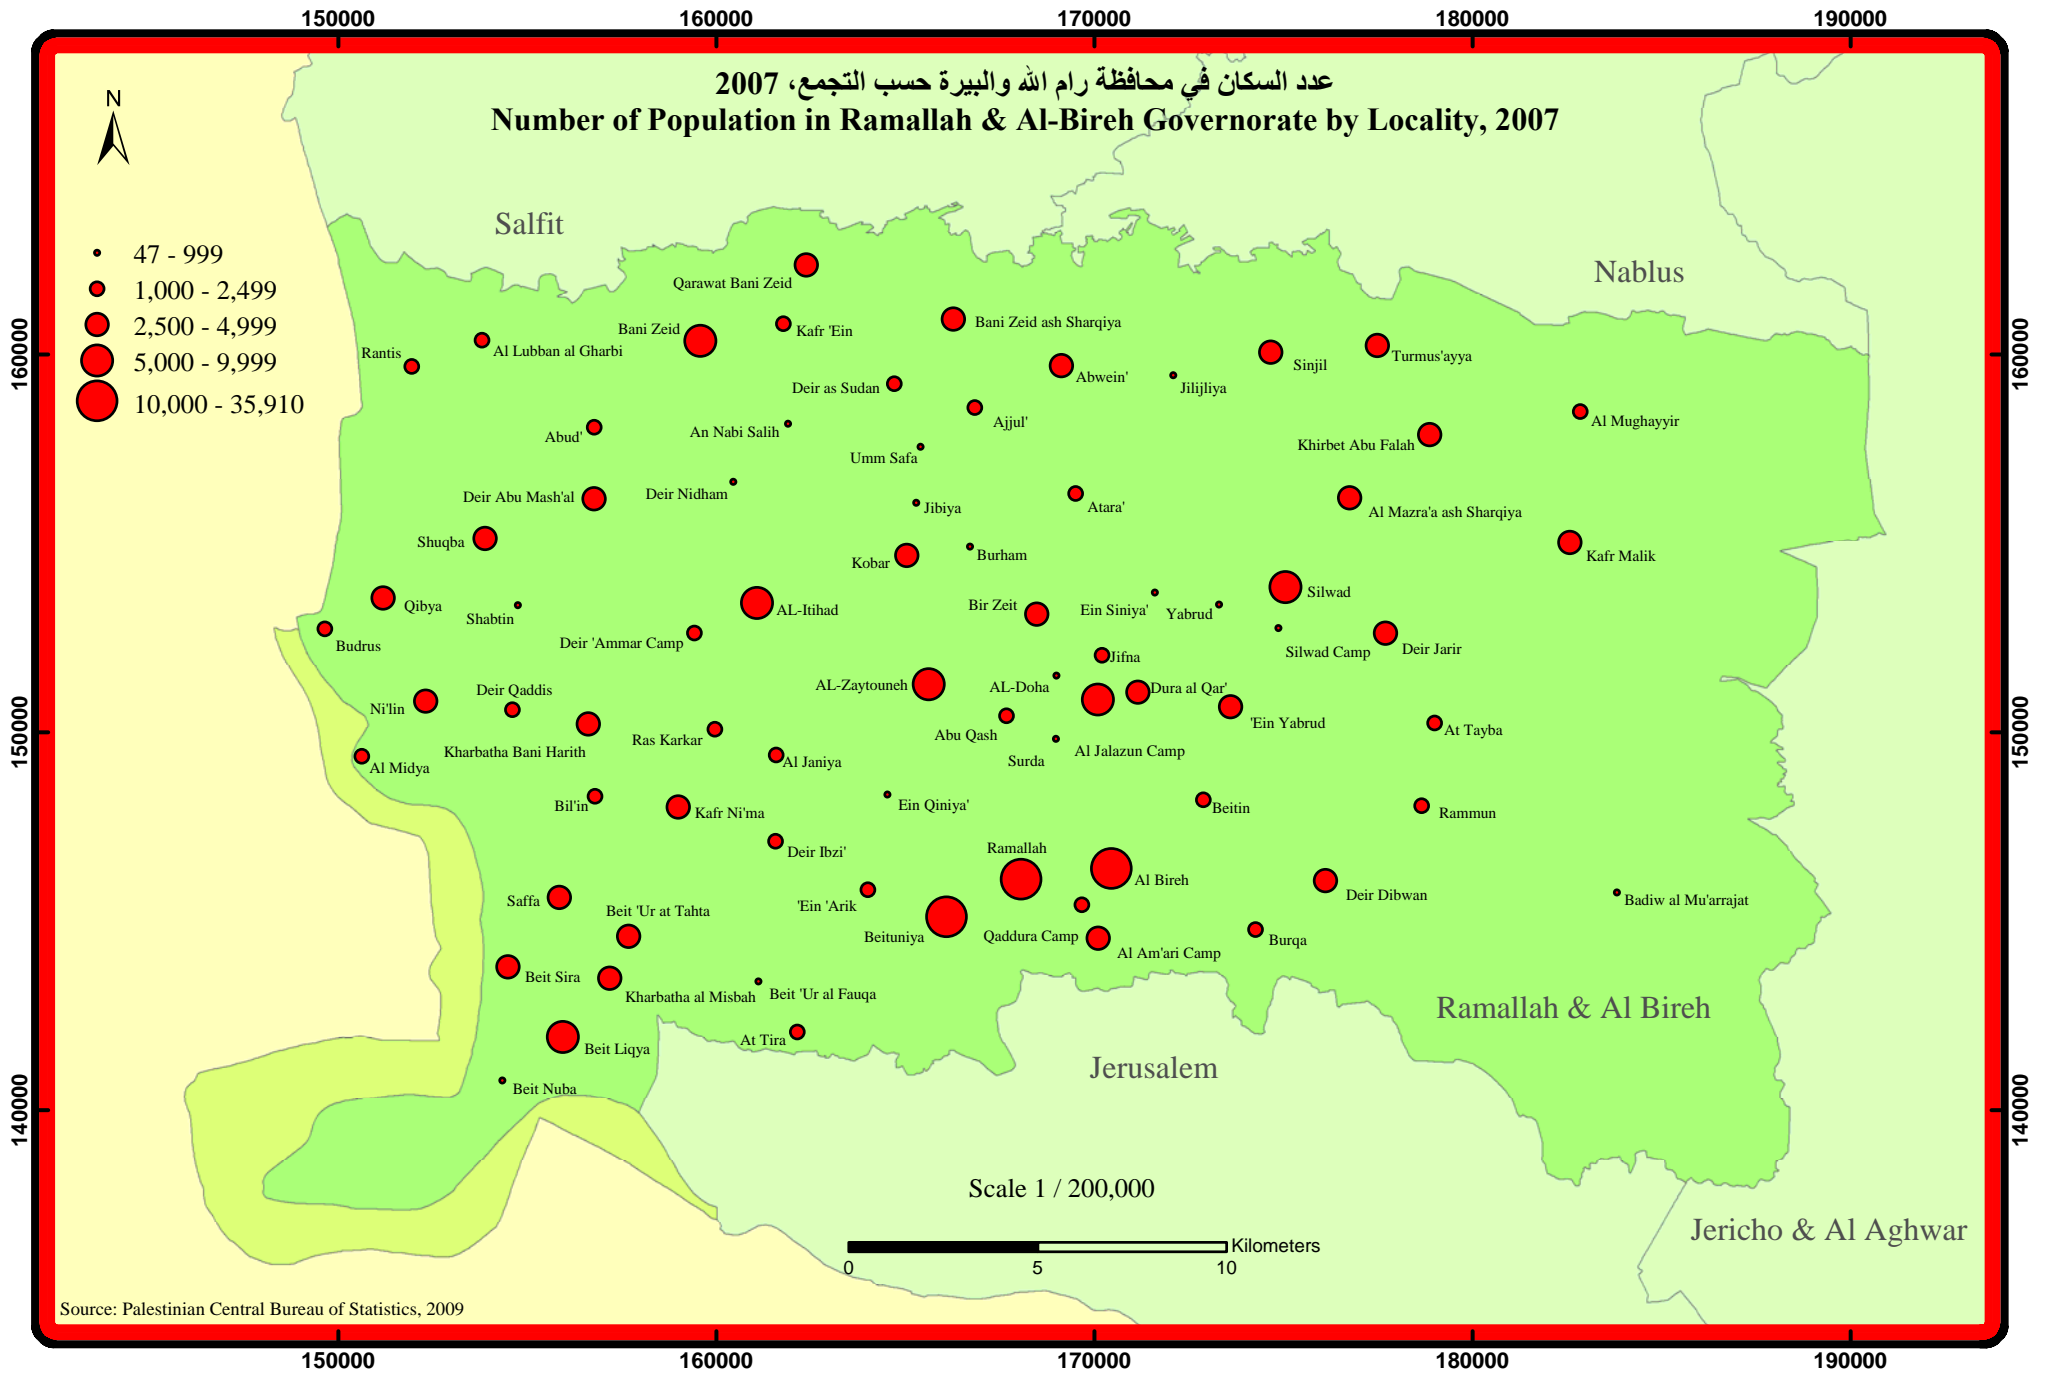 150000
160000
170000
180000
190000
عدد السكان في محافظة رام الله والبيرة حسب التجمع، 2007
Number of Population in Ramallah & Al-Bireh Governorate by Locality, 2007
N
Salfit
Nablus
47 - 999
1,000 - 2,499
2,500 - 4,999
5,000 - 9,999
10,000 - 35,910
160000
160000
Qarawat Bani Zeid
Bani Zeid
Kafr 'Ein
Bani Zeid ash Sharqiya
Rantis
Al Lubban al Gharbi
Sinjil
Turmus'ayya
Deir as Sudan
Abwein'
Jilijliya
Abud'
An Nabi Salih
Ajjul'
Al Mughayyir
Khirbet Abu Falah
Umm Safa
Deir Abu Mash'al
Deir Nidham
Jibiya
Atara'
Al Mazra'a ash Sharqiya
Shuqba
Kobar
Burham
Kafr Malik
Qibya
Shabtin
AL-Itihad
Bir Zeit
Ein Siniya'
Yabrud
Silwad
Budrus
Deir 'Ammar Camp
Jifna
Silwad Camp
Deir Jarir
Deir Qaddis
AL-Zaytouneh
AL-Doha
Dura al Qar'
Ni'lin
'Ein Yabrud
150000
150000
Kharbatha Bani Harith
Ras Karkar
Abu Qash
At Tayba
Al Midya
Al Janiya
Surda
Al Jalazun Camp
Bil'in
Kafr Ni'ma
Ein Qiniya'
Beitin
Rammun
Deir Ibzi'
Ramallah
Al Bireh
Saffa
Beit 'Ur at Tahta
'Ein 'Arik
Deir Dibwan
Badiw al Mu'arrajat
Beituniya
Qaddura Camp
Al Am'ari Camp
Burqa
Beit Sira
Kharbatha al Misbah
Beit 'Ur al Fauqa
Ramallah & Al Bireh
Beit Liqya
At Tira
Jerusalem
Beit Nuba
140000
140000
Scale 1 / 200,000
Jericho & Al Aghwar
Kilometers
0
5
10
Source: Palestinian Central Bureau of Statistics, 2009
150000
160000
170000
180000
190000